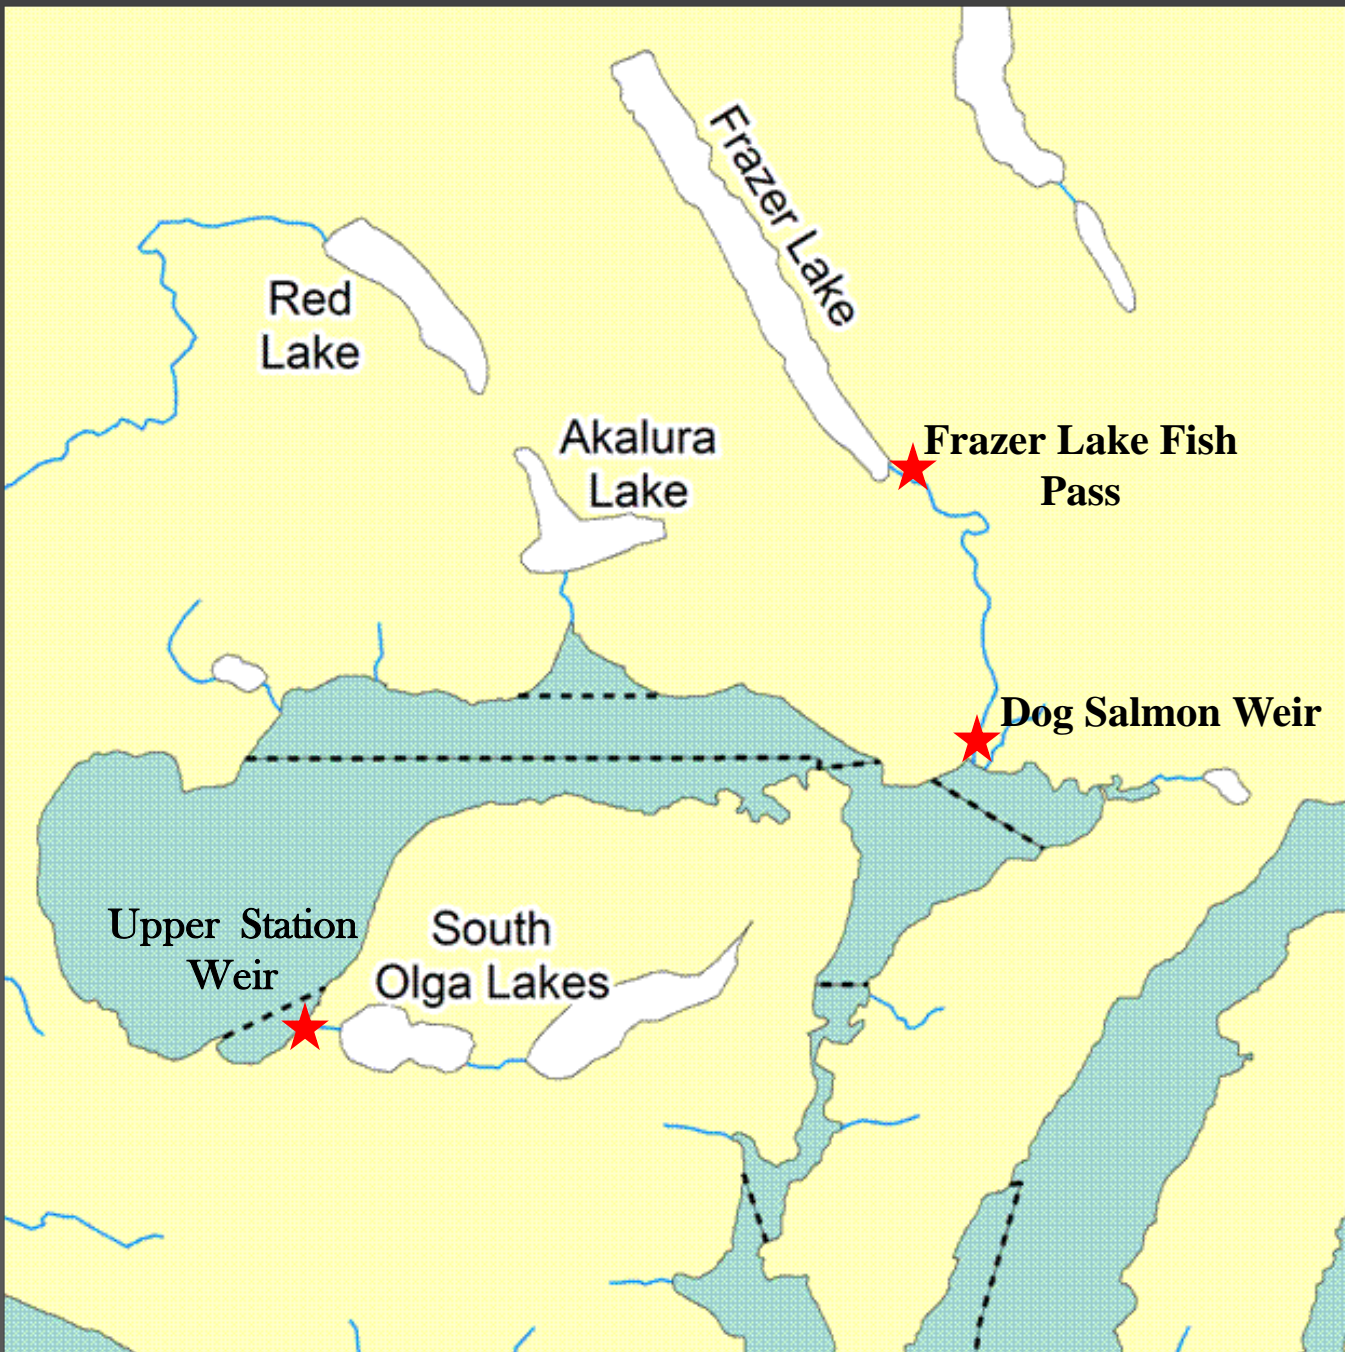 Frazer Lake
Red
Lake
Akalura
Lake
Frazer Lake Fish
Pass
Dog Salmon Weir
Upper Station
Weir
South
Olga Lakes